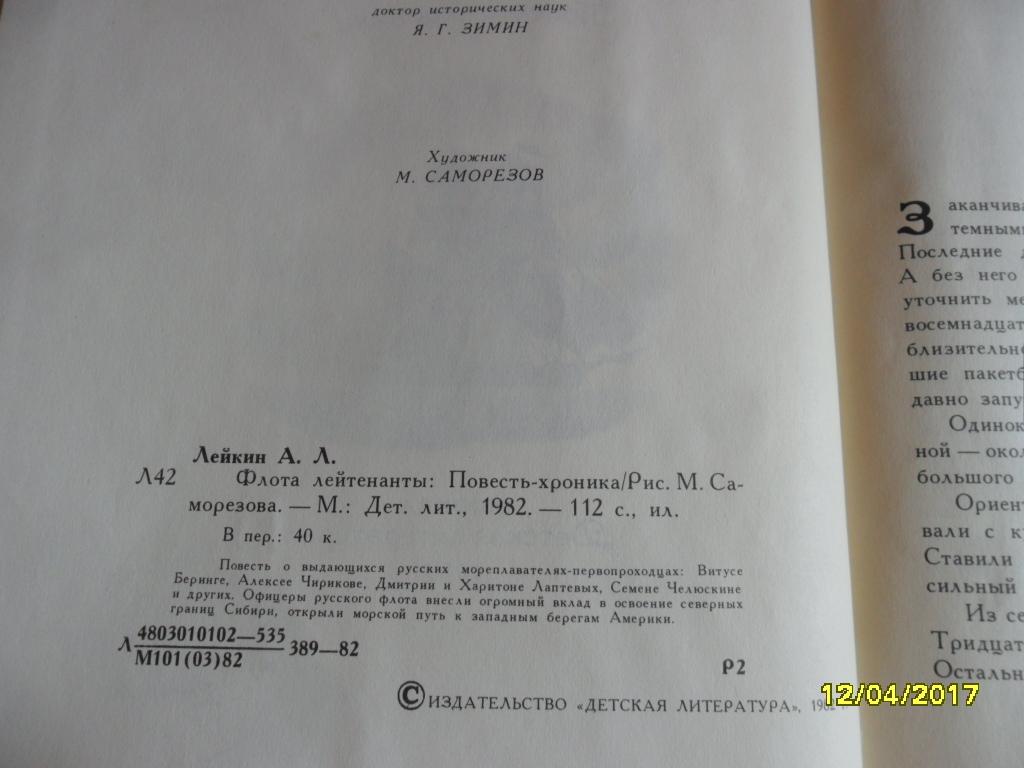 доктор исторических наук
Я. Г. ЗИМИН
Художник
М. САМОРЕЗОВ
Лейкин А. Л.
Л42 Флота лейтенанты: Повесть-хроника/Рис. М. Са-
морезова. — М.: Дет. лит., 1982. — 112 с., ил.
В пер.: 40 к.
Повесть о выдающихся русских мореплавателях-первопроходцах: Витусе
Беринге, Алексее Чирикове, Дмитрии и Харитоне Лаптевых, Семене Челюскине
и других. Офицеры русского флота внесли огромный вклад в освоение северных
границ Сибири, открыли морской путь к западным берегам Америки.
Л 4803010102—535 389—82
М101(03)82
Р2
© ИЗДАТЕЛЬСТВО «ДЕТСКАЯ ЛИТЕРАТУРА»,
Заканчива
темными
Последние д
А без него
уточнить ме
восемнадцат
близительне
шие пакетб
давно запу
Одинок
ной — окол
большого
Ориент
вали с к
Ставили
сильный
Из се
Тридцат
Остальн
12/04/2017